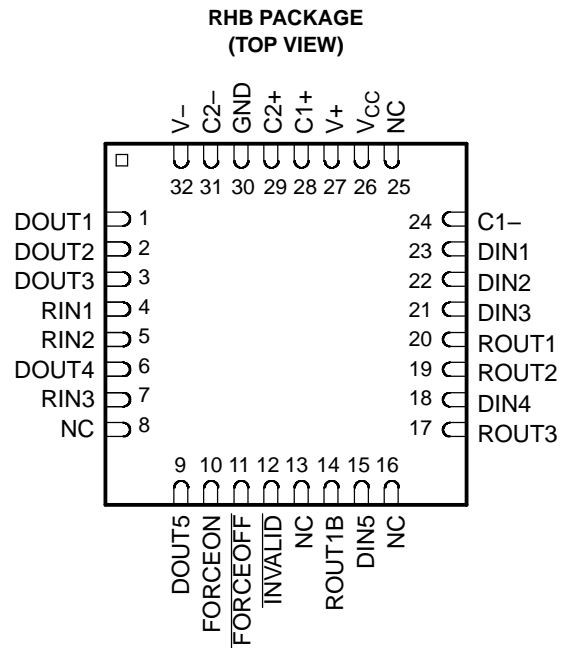 RHB PACKAGE
(TOP VIEW)
V–
C2–
GND
C2+
C1+
V+
VCC
NC
32 31 30 29 28 27 26 25
DOUT1 1
DOUT2 2
DOUT3 3
RIN1 4
RIN2 5
DOUT4 6
RIN3 7
NC 8
24 C1–
23 DIN1
22 DIN2
21 DIN3
20 ROUT1
19 ROUT2
18 DIN4
17 ROUT3
9 10 11 12 13 14 15 16
DOUT5
FORCEON
FORCEOFF
INVALID
NC
ROUT1B
DIN5
NC